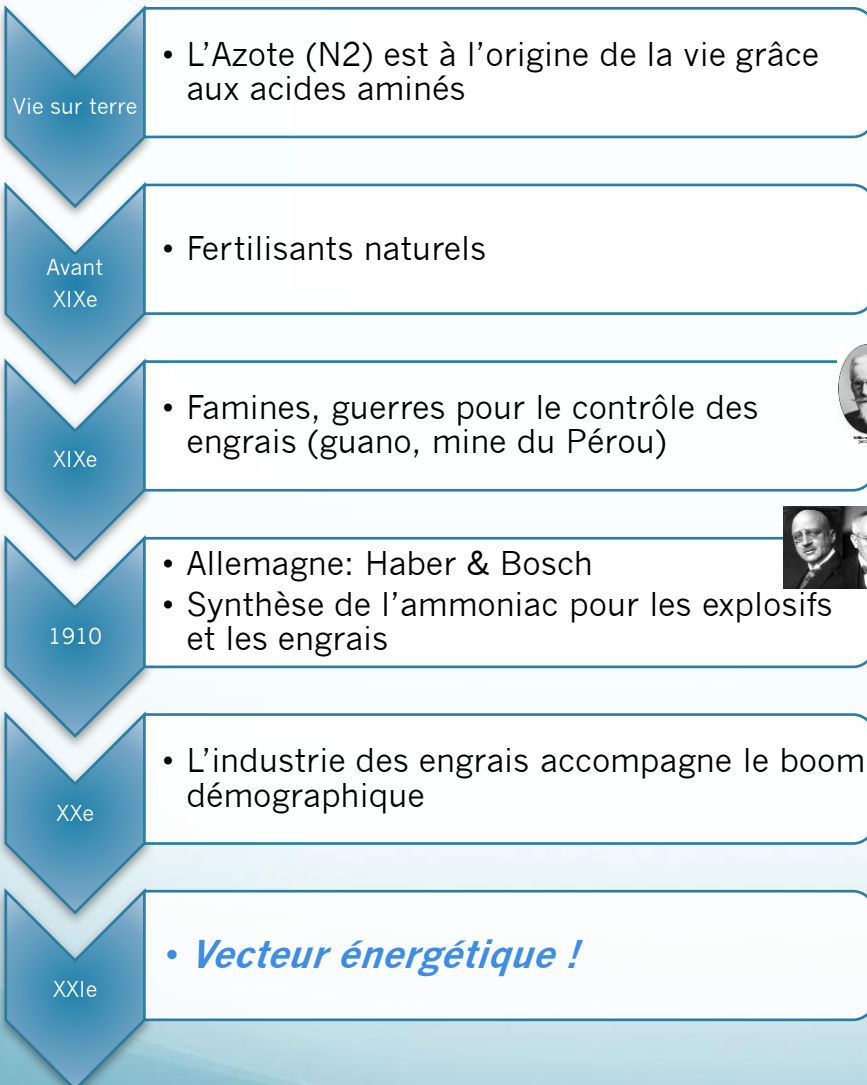 Vie sur terre
• L’Azote (N2) est à l’origine de la vie grâce
aux acides aminés
Avant
XIXe
• Fertilisants naturels
XIXe
• Famines, guerres pour le contrôle des
engrais (guano, mine du Pérou)
1910
• Allemagne: Haber & Bosch
• Synthèse de l’ammoniac pour les explosifs
et les engrais
XXe
• L’industrie des engrais accompagne le boom
démographique
XXIe
• Vecteur énergétique !